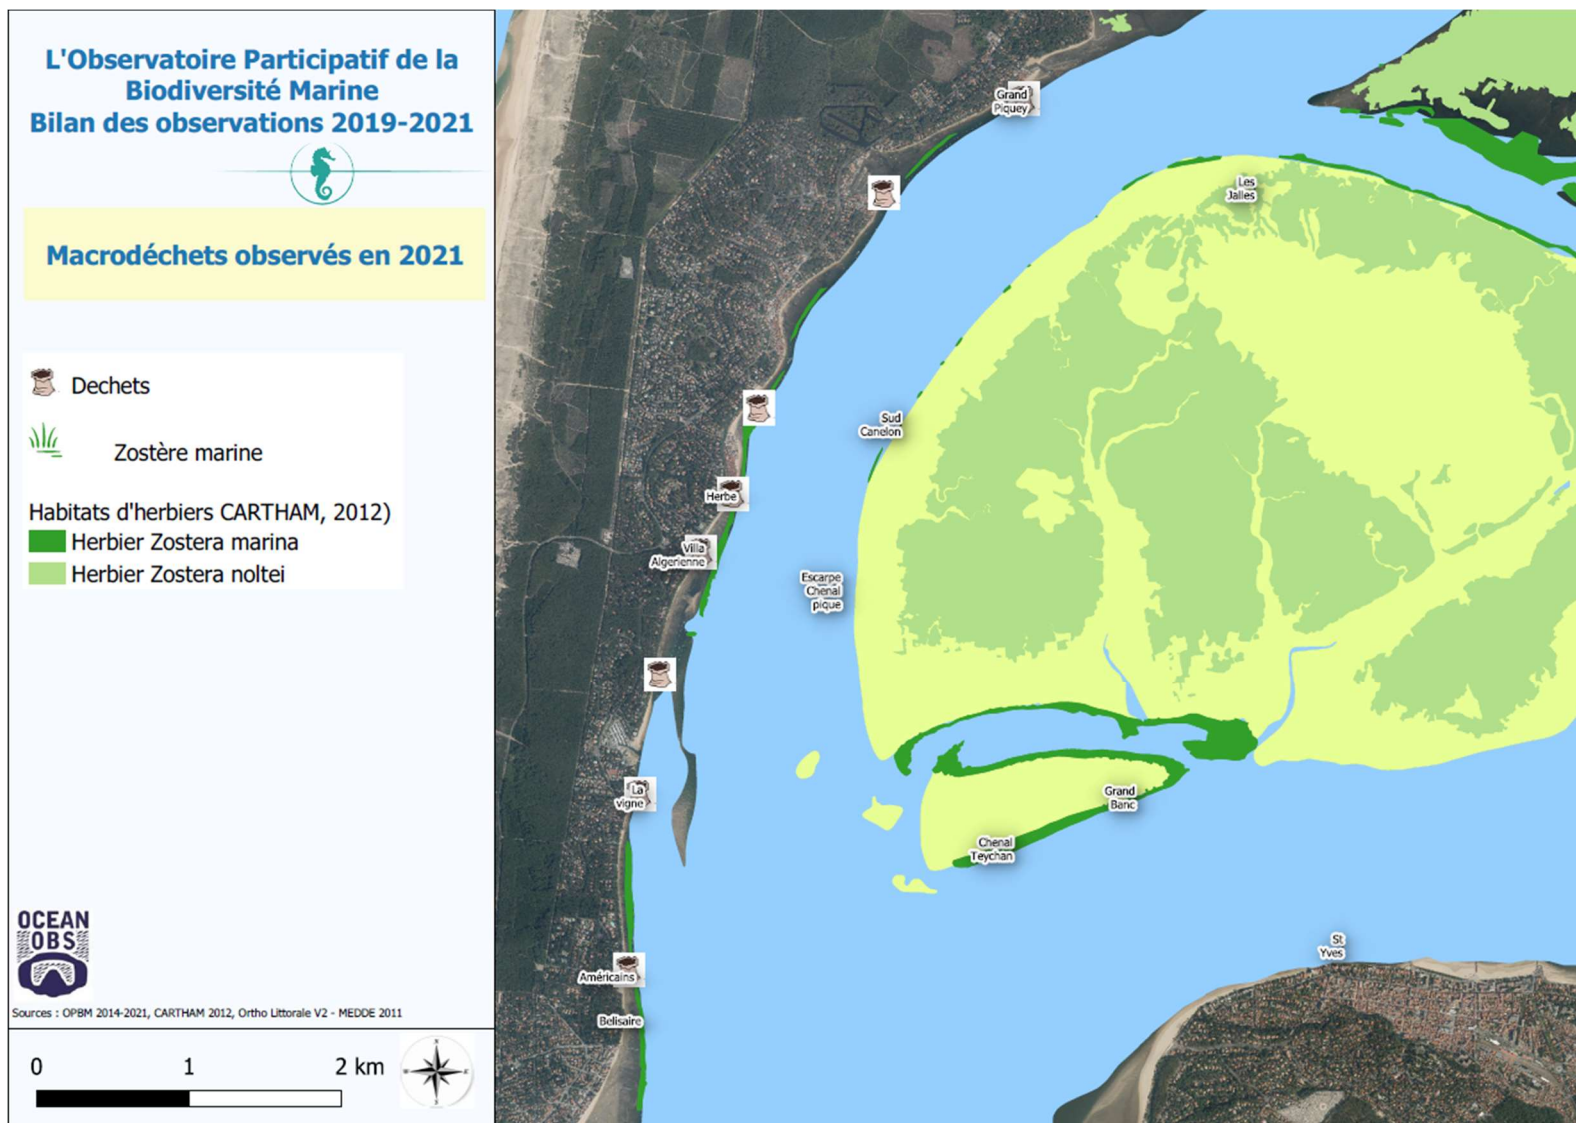 L'Observatoire Participatif de la
Biodiversité Marine
Bilan des observations 2019-2021
Macrodéchets observés en 2021
Dechets
Zostère marine
Habitats d'herbiers CARTHAM, 2012)
Herbier Zostera marina
Herbier Zostera noltei
OCEAN
OBS
Sources : OPBM 2014-2021, CARTHAM 2012, Ortho Littorale V2 - MEDDE 2011
0 1 2 km
Grand
Piquey
Les
Jalles
Sud
Canelon
Herbe
Villa
Algerienne
Escarpe
Chenal
pique
La
vigne
Grand
Banc
Chenal
Teychan
St
Yves
Américains
Belisaire